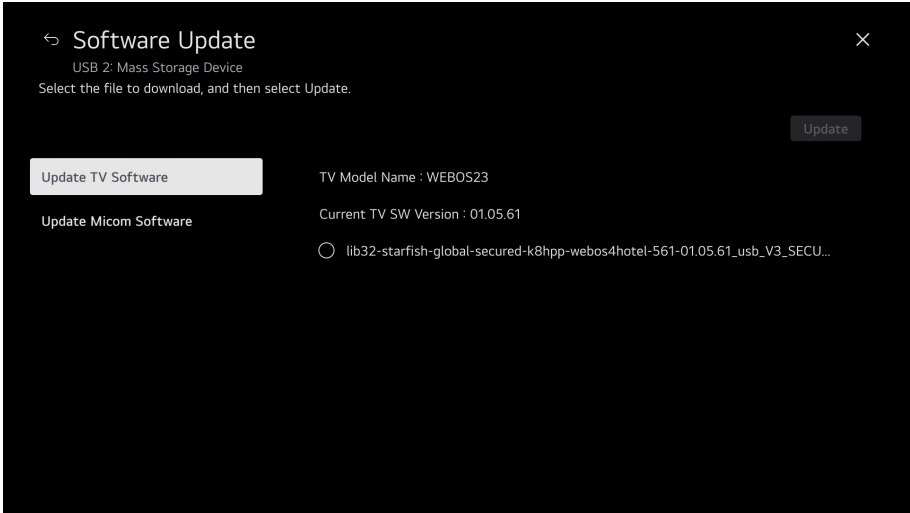 Software Update
USB 2: Mass Storage Device
Select the file to download, and then select Update.
Update
Update TV Software
Update Micom Software
TV Model Name : WEBOS23
Current TV SW Version : 01.05.61
lib32-starfish-global-secured-k8hpp-webos4hotel-561-01.05.61_usb_V3_SECU...